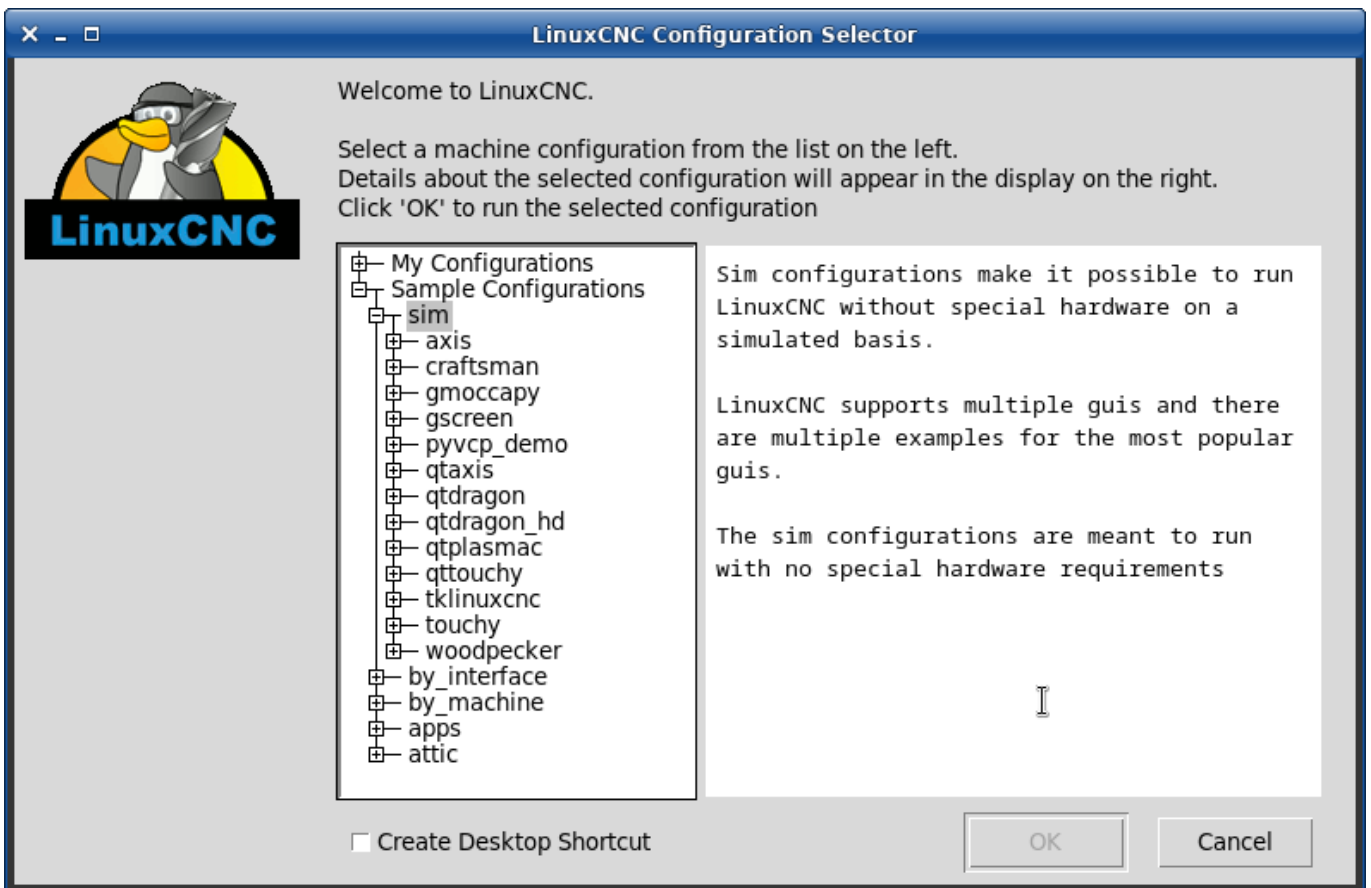 LinuxCNC Configuration Selector
LinuxCNC
Welcome to LinuxCNC.
Select a machine configuration from the list on the left.
Details about the selected configuration will appear in the display on the right.
Click 'OK' to run the selected configuration
My Configurations
Sample Configurations
sim
axis
craftsman
gmoccapy
gscreen
pyvcp_demo
qtaxis
qtdragon
qtdragon_hd
qtplasmac
qttouchy
tklinuxcnc
touchy
woodpecker
by_interface
by_machine
apps
attic
Sim configurations make it possible to run
LinuxCNC without special hardware on a
simulated basis.
LinuxCNC supports multiple guis and there
are multiple examples for the most popular
guis.
The sim configurations are meant to run
with no special hardware requirements
Create Desktop Shortcut
OK
Cancel